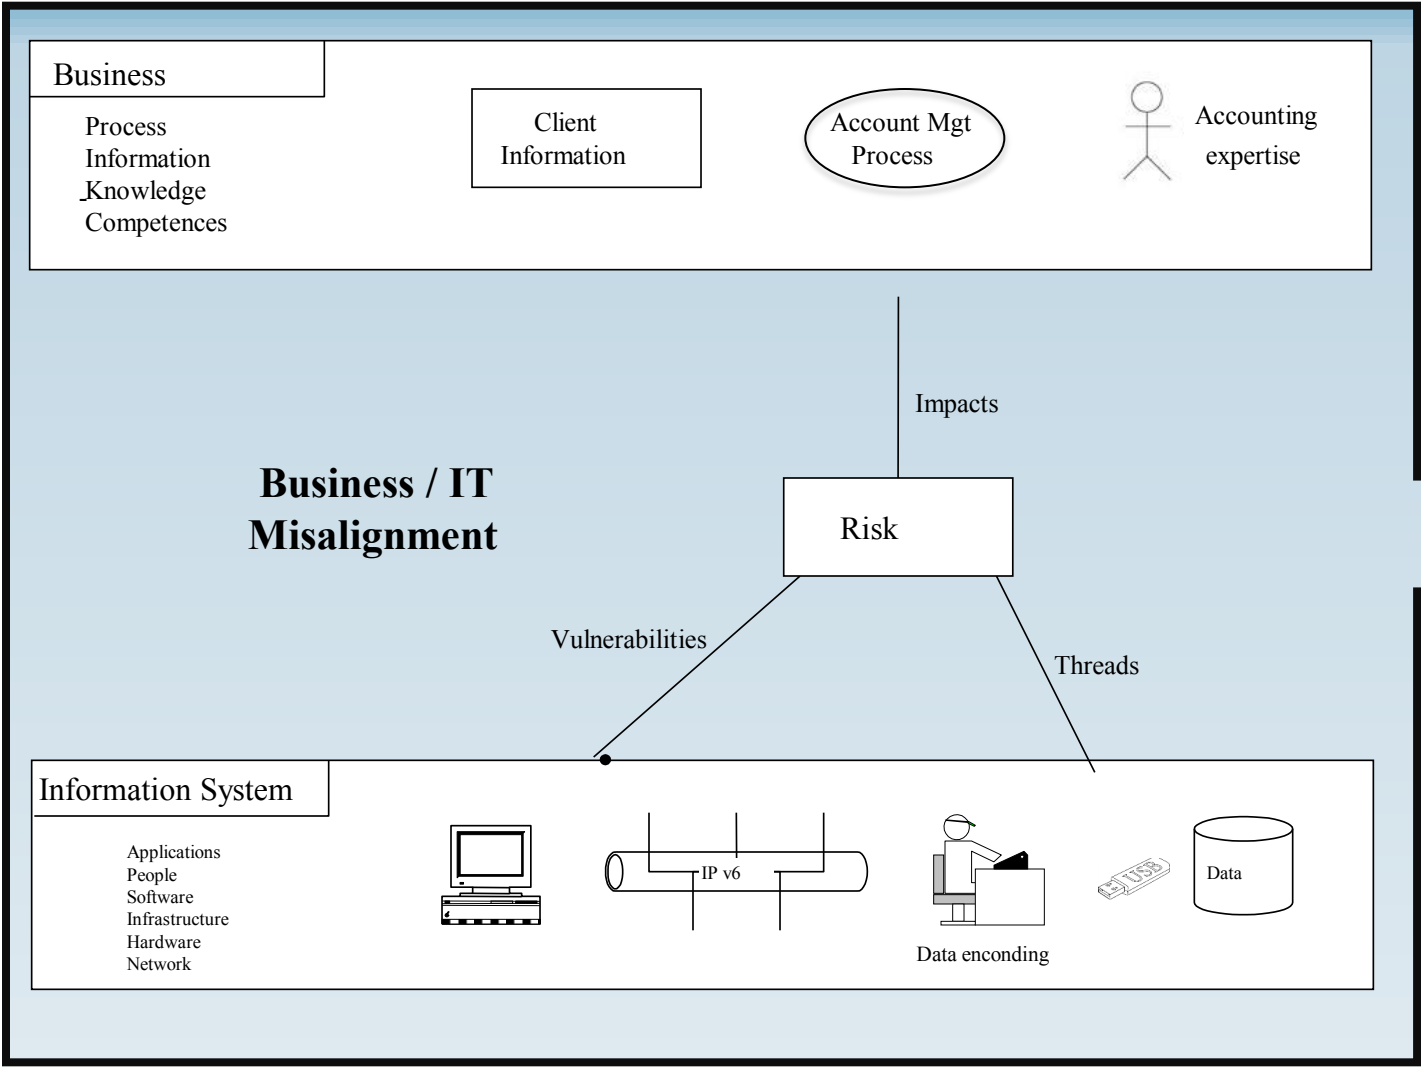 Business
Process
Information
Knowledge
Competences
Client
Information
Account Mgt
Process
Accounting
expertise
Impacts
Business / IT
Misalignment
Risk
Vulnerabilities
Threads
Information System
Applications
People
Software
Infrastructure
Hardware
Network
IP v6
Data enconding
USB
Data